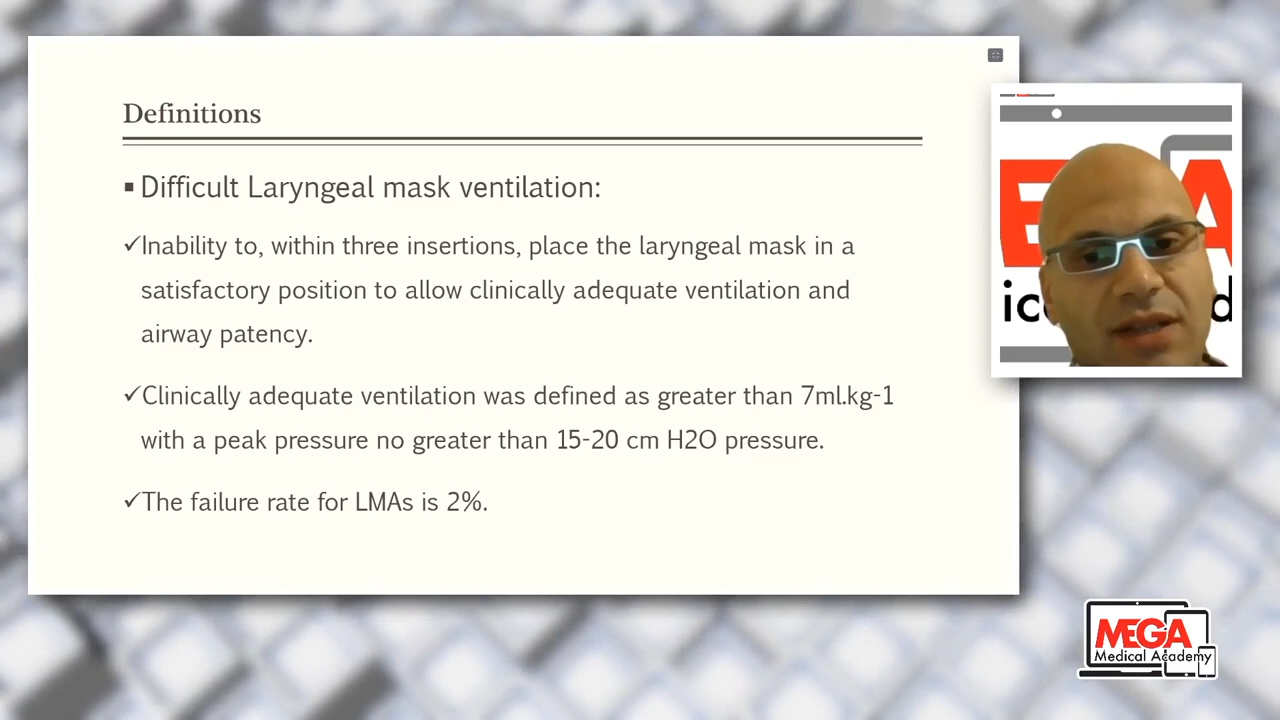 Definitions
▪ Difficult Laryngeal mask ventilation:
✓Inability to, within three insertions, place the laryngeal mask in a
satisfactory position to allow clinically adequate ventilation and
airway patency.
✓Clinically adequate ventilation was defined as greater than 7ml.kg-1
with a peak pressure no greater than 15-20 cm H2O pressure.
✓The failure rate for LMAs is 2%.
MEGA
Medical Academy